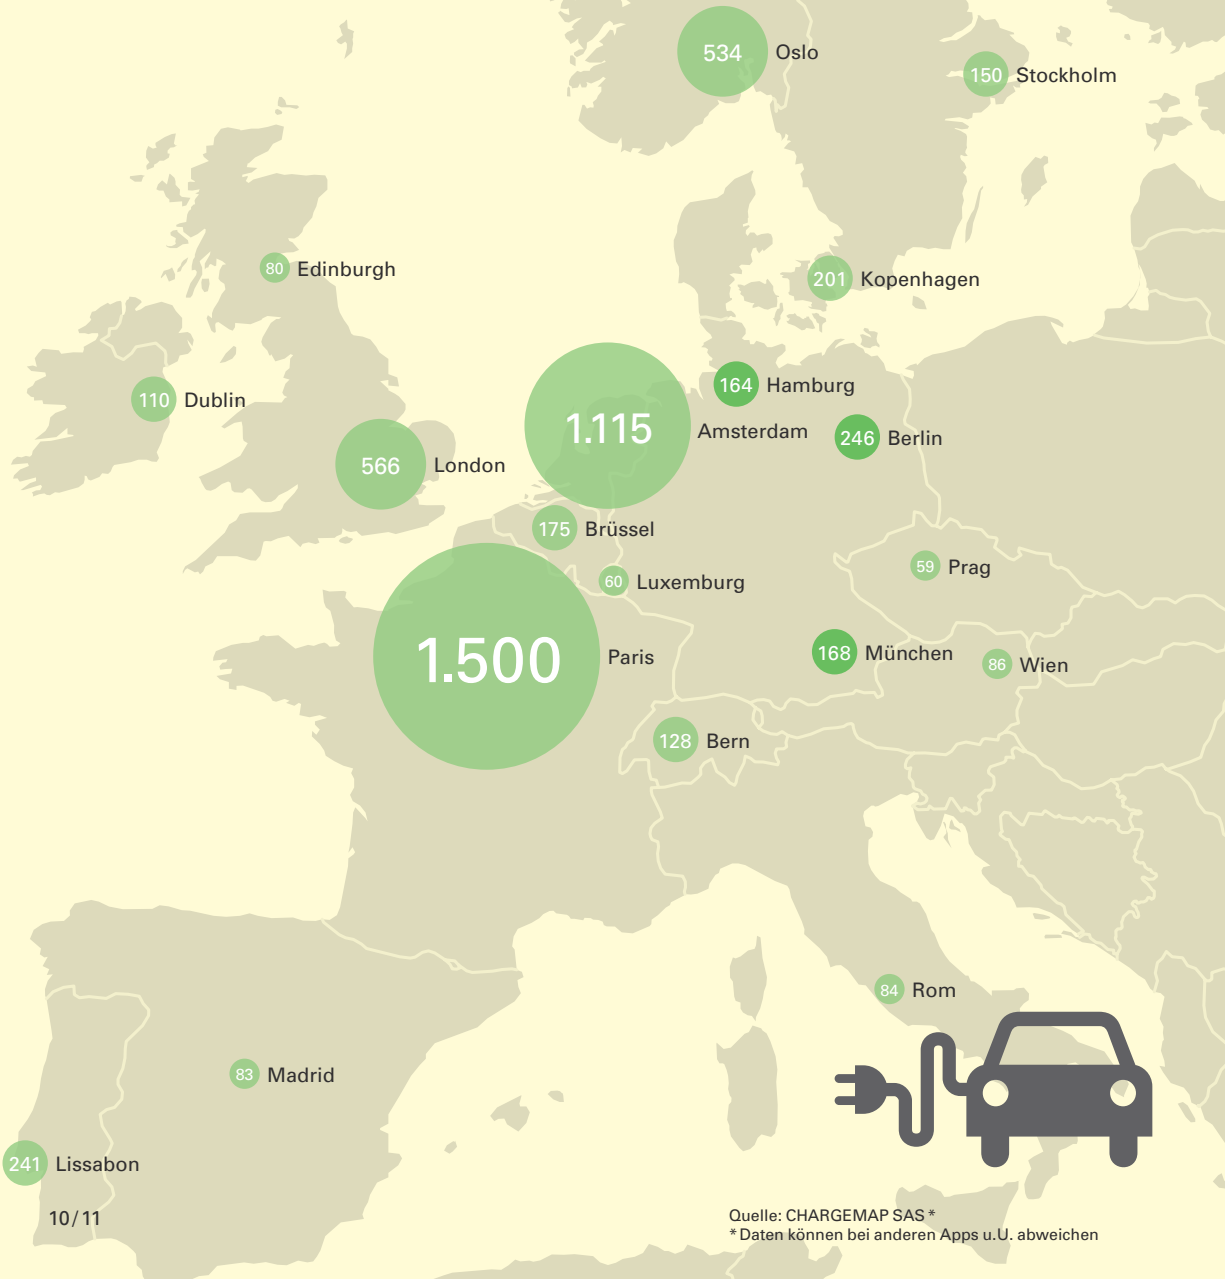 534 Oslo
150 Stockholm
80 Edinburgh
201 Kopenhagen
164 Hamburg
110 Dublin
1.115 Amsterdam
246 Berlin
566 London
175 Brüssel
59 Prag
60 Luxemburg
1.500 Paris
168 München
86 Wien
128 Bern
84 Rom
83 Madrid
241 Lissabon
10/11
Quelle: CHARGEMAP SAS *
* Daten können bei anderen Apps u.U. abweichen